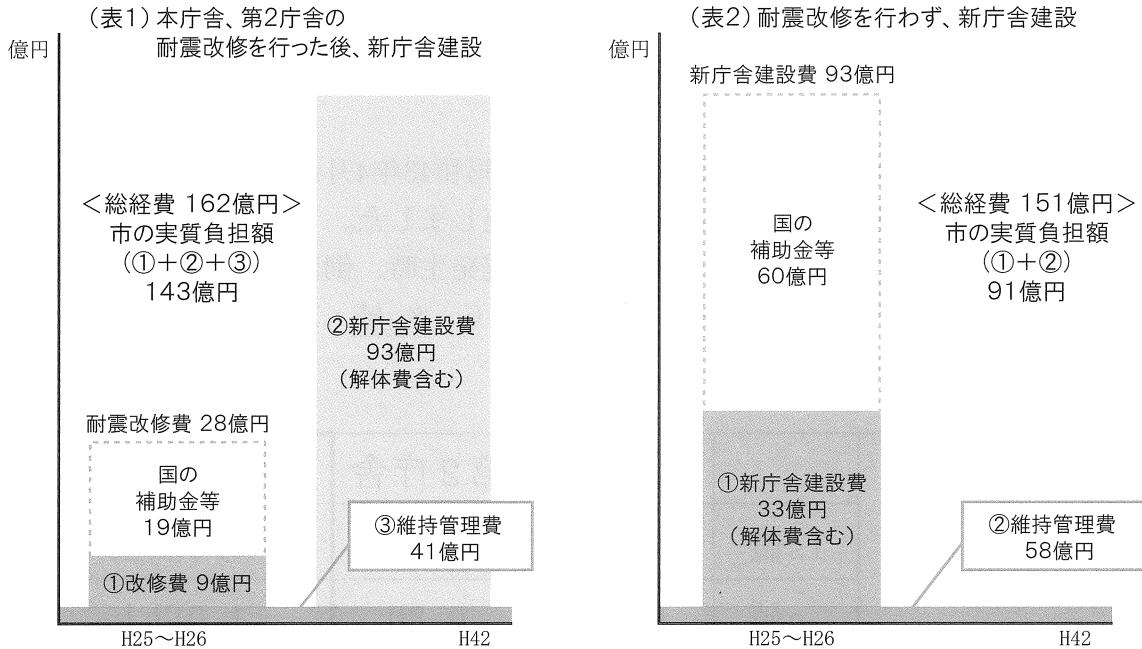 （表1）本庁舎、第2庁舎の
耐震改修を行った後、新庁舎建設
億円
＜総経費 162億円＞
市の実質負担額
（①＋②＋③）
143億円
②新庁舎建設費
93億円
（解体費含む）
耐震改修費 28億円
国の
補助金等
19億円
③維持管理費
41億円
①改修費 9億円
H25～H26
H42
（表2）耐震改修を行わず、新庁舎建設
億円
新庁舎建設費 93億円
国の
補助金等
60億円
＜総経費 151億円＞
市の実質負担額
（①＋②）
91億円
①新庁舎建設費
33億円
（解体費含む）
②維持管理費
58億円
H25～H26
H42